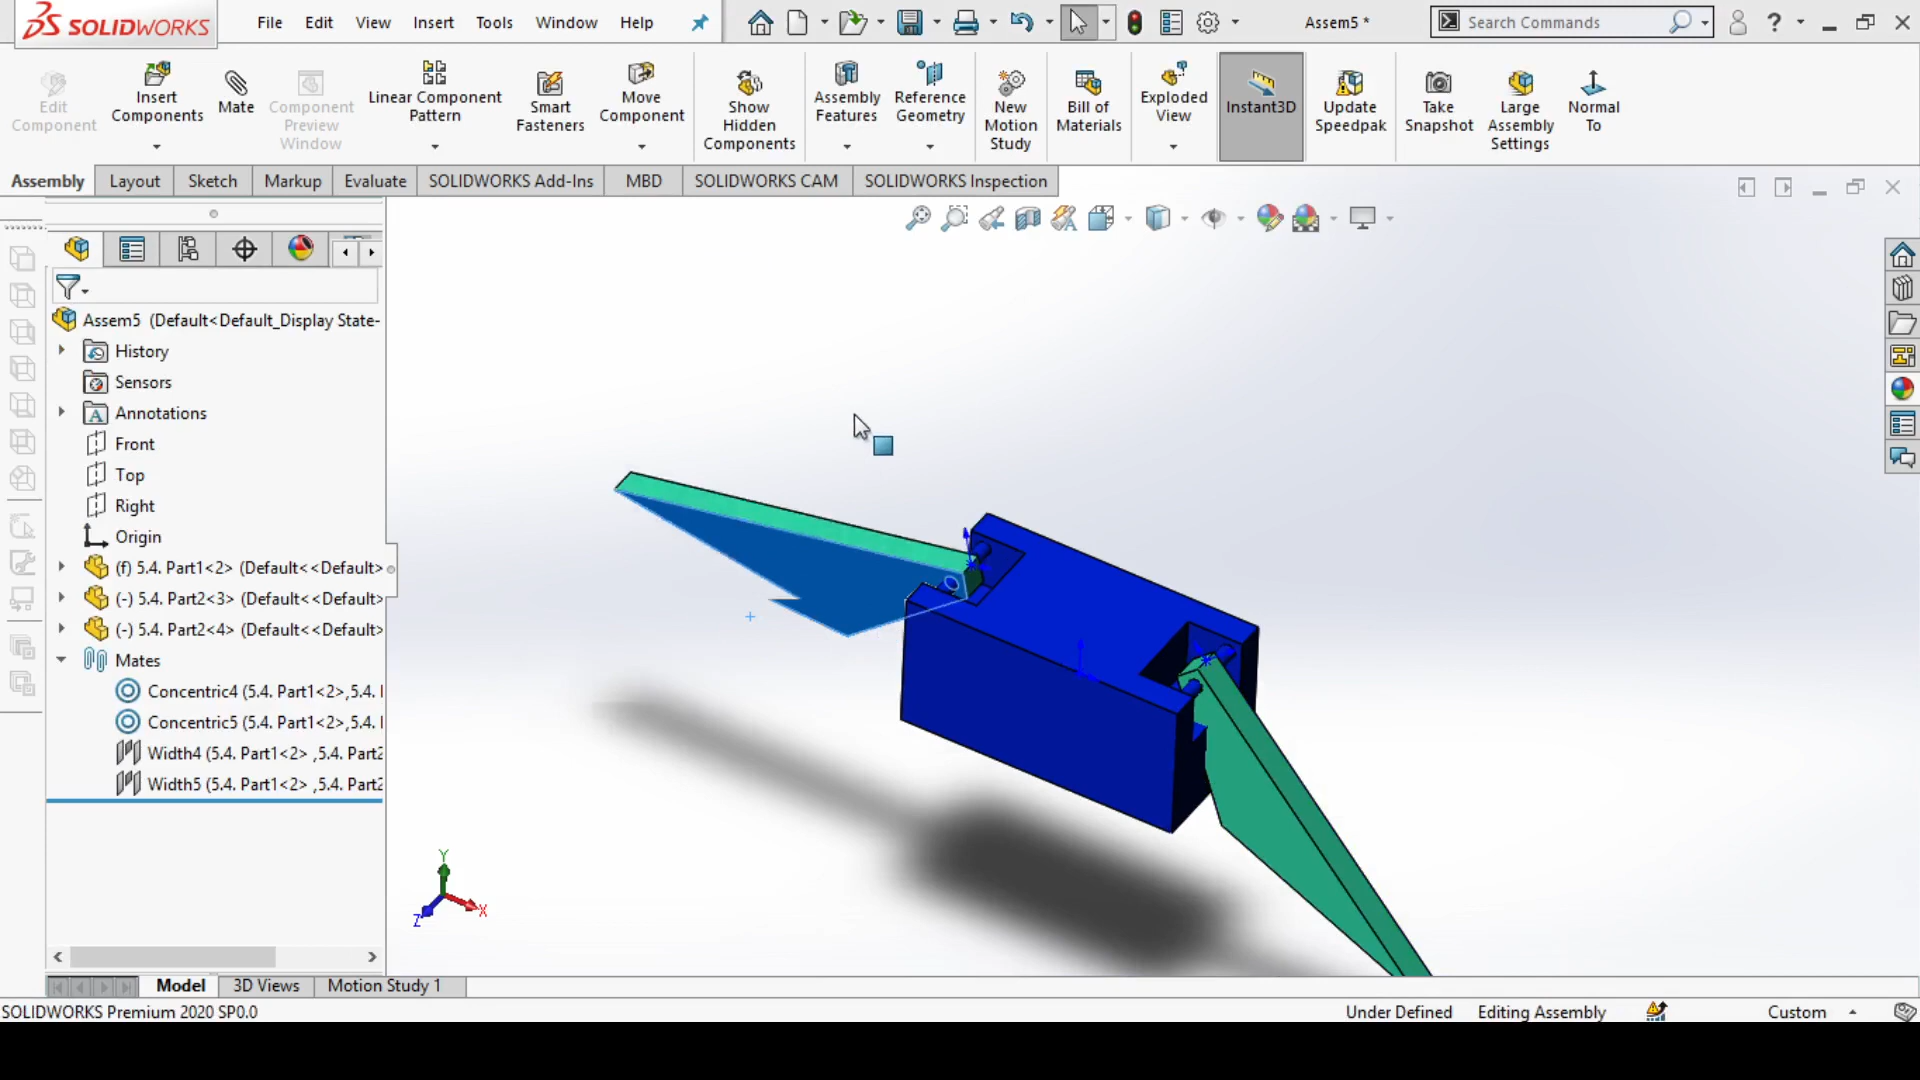 SOLIDWORKS File Edit View Insert Tools Window Help Assem5 * Search Commands ?
Edit Component
Insert Components
Mate
Component Preview Window
Linear Component Pattern
Smart Fasteners
Move Component
Show Hidden Components
Assembly Features
Reference Geometry
New Motion Study
Bill of Materials
Exploded View
Instant3D
Update Speedpak
Take Snapshot
Large Assembly Settings
Normal To
Assembly Layout Sketch Markup Evaluate SOLIDWORKS Add-Ins MBD SOLIDWORKS CAM SOLIDWORKS Inspection
Assem5 (Default<Default_Display State-
History
Sensors
A Annotations
Front
Top
Right
Origin
(f) 5.4. Part1<2> (Default<<Default>
(-) 5.4. Part2<3> (Default<<Default>
(-) 5.4. Part2<4> (Default<<Default>
Mates
Concentric4 (5.4. Part1<2>,5.4.
Concentric5 (5.4. Part1<2>,5.4.
Width4 (5.4. Part1<2> ,5.4. Part2
Width5 (5.4. Part1<2> ,5.4. Part2
Y
X
Z
Model 3D Views Motion Study 1
SOLIDWORKS Premium 2020 SP0.0 Under Defined Editing Assembly Custom